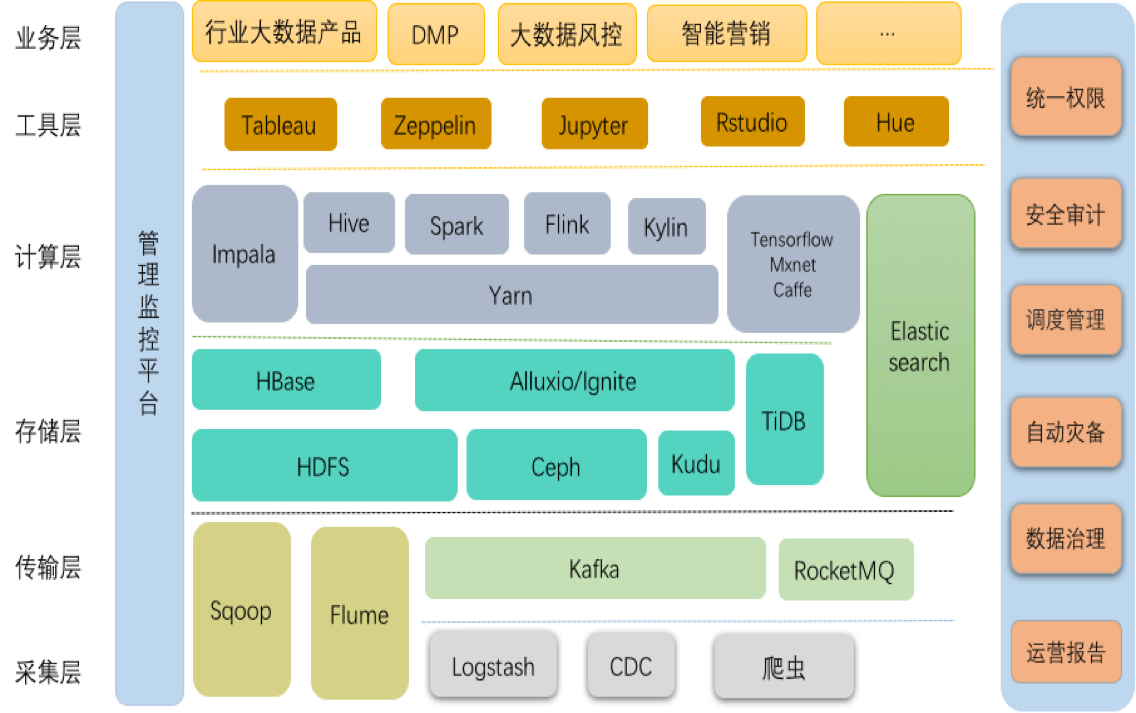 业务层
行业大数据产品
DMP
大数据风控
智能营销
...
工具层
Tableau
Zeppelin
Jupyter
Rstudio
Hue
计算层
Impala
Hive
Spark
Flink
Kylin
Yarn
Tensorflow
Mxnet
Caffe
Elastic
search
存储层
HBase
Alluxio/Ignite
TiDB
HDFS
Ceph
Kudu
传输层
Sqoop
Flume
Kafka
RocketMQ
采集层
Logstash
CDC
爬虫
管理监控平台
统一权限
安全审计
调度管理
自动灾备
数据治理
运营报告